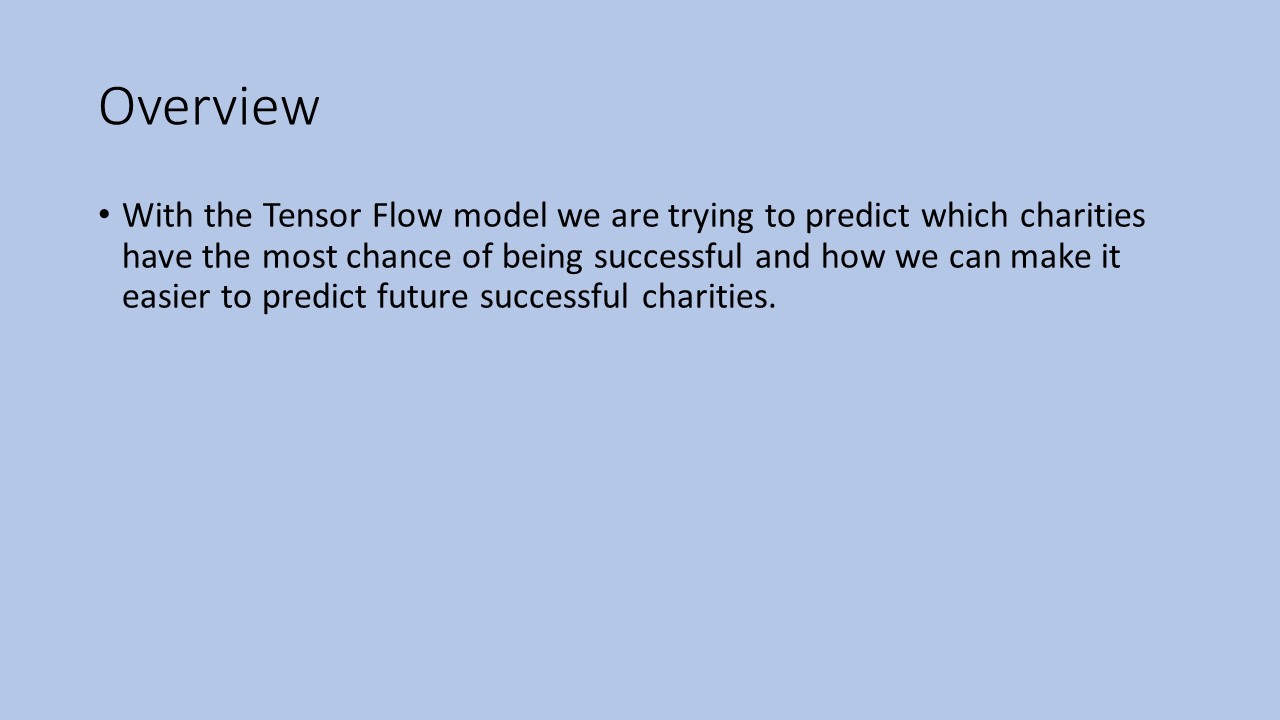 Overview
• With the Tensor Flow model we are trying to predict which charities
have the most chance of being successful and how we can make it
easier to predict future successful charities.